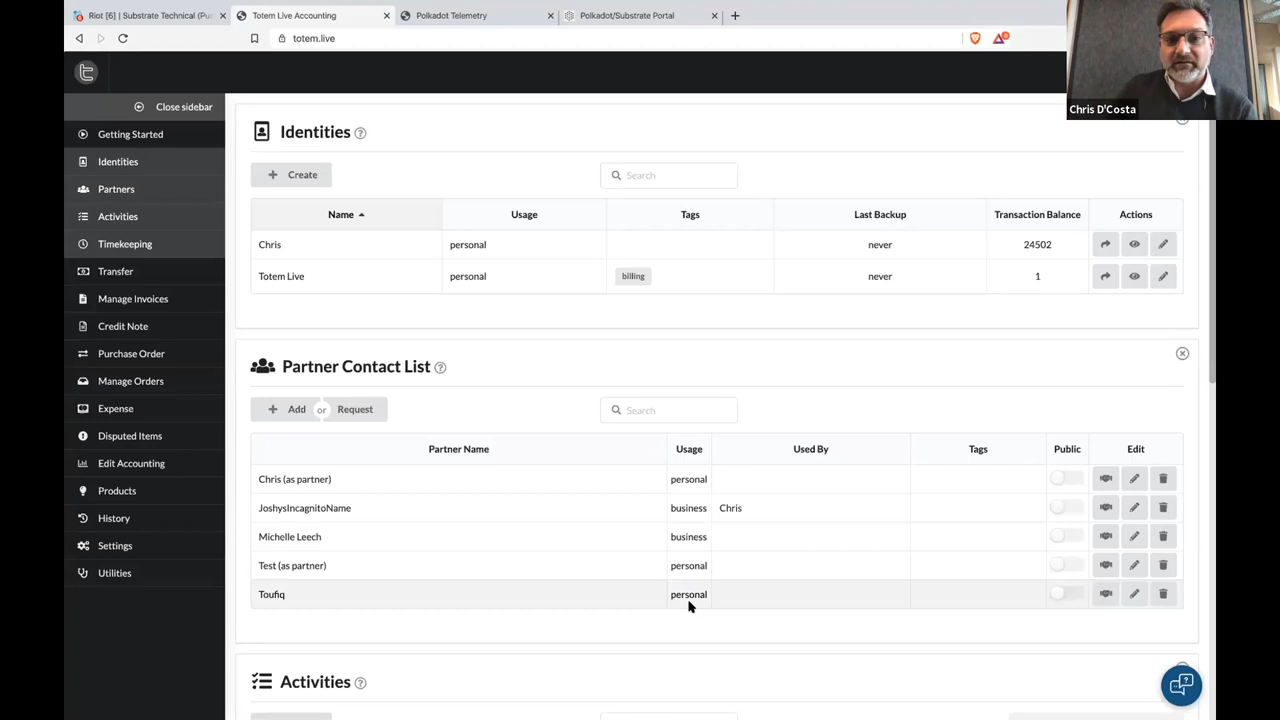 Riot [6] | Substrate Technical (Pu
Totem Live Accounting
Polkadot Telemetry
Polkadot/Substrate Portal
totem.live
Chris D'Costa
Close sidebar
Getting Started
Identities
Partners
Activities
Timekeeping
Transfer
Manage Invoices
Credit Note
Purchase Order
Manage Orders
Expense
Disputed Items
Edit Accounting
Products
History
Settings
Utilities
Identities
Create
Search
Name Usage Tags Last Backup Transaction Balance Actions
Chris personal never 24502
Totem Live personal billing never 1
Partner Contact List
Add or Request
Search
Partner Name Usage Used By Tags Public Edit
Chris (as partner) personal
JoshysIncagnitoName business Chris
Michelle Leech business
Test (as partner) personal
Toufiq personal
Activities